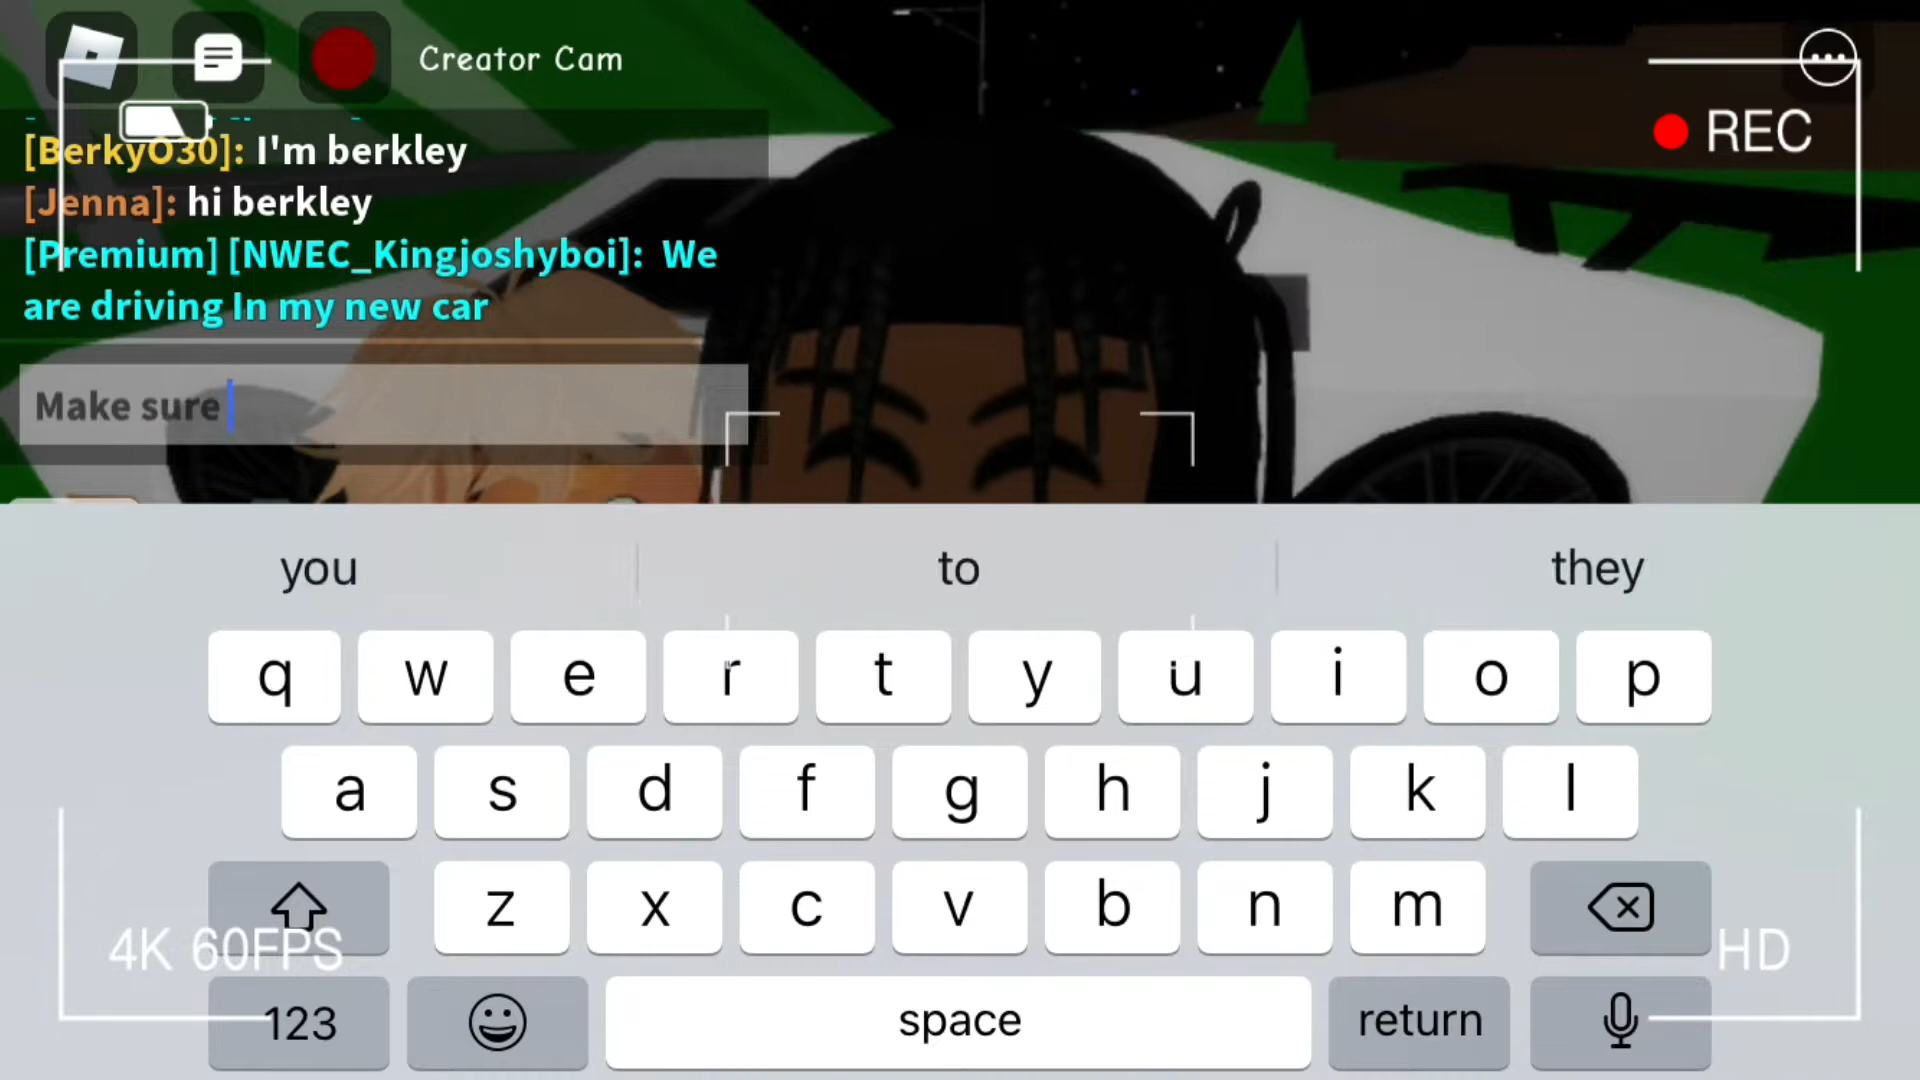 Creator Cam
REC
[BerkyO30]: I'm berkley
[Jenna]: hi berkley
[Premium] [NWEC_Kingjoshyboi]: We
are driving In my new car
Make sure
you to they
q w e r t y u i o p
a s d f g h j k l
z x c v b n m
4K 60FPS
HD
123 space return